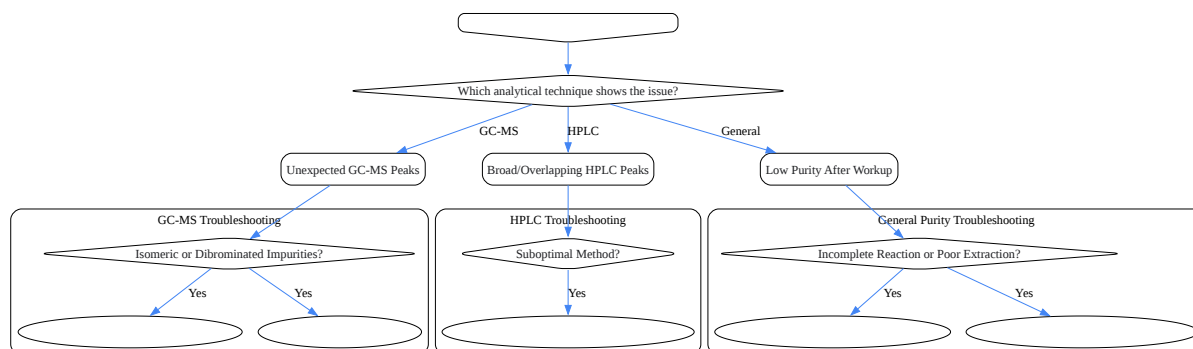 Which analytical technique shows the issue?
GC-MS
HPLC
General
Unexpected GC-MS Peaks
Broad/Overlapping HPLC Peaks
Low Purity After Workup
GC-MS Troubleshooting
HPLC Troubleshooting
General Purity Troubleshooting
Isomeric or Dibrominated Impurities?
Suboptimal Method?
Incomplete Reaction or Poor Extraction?
Yes
Yes
Yes
Yes
Yes